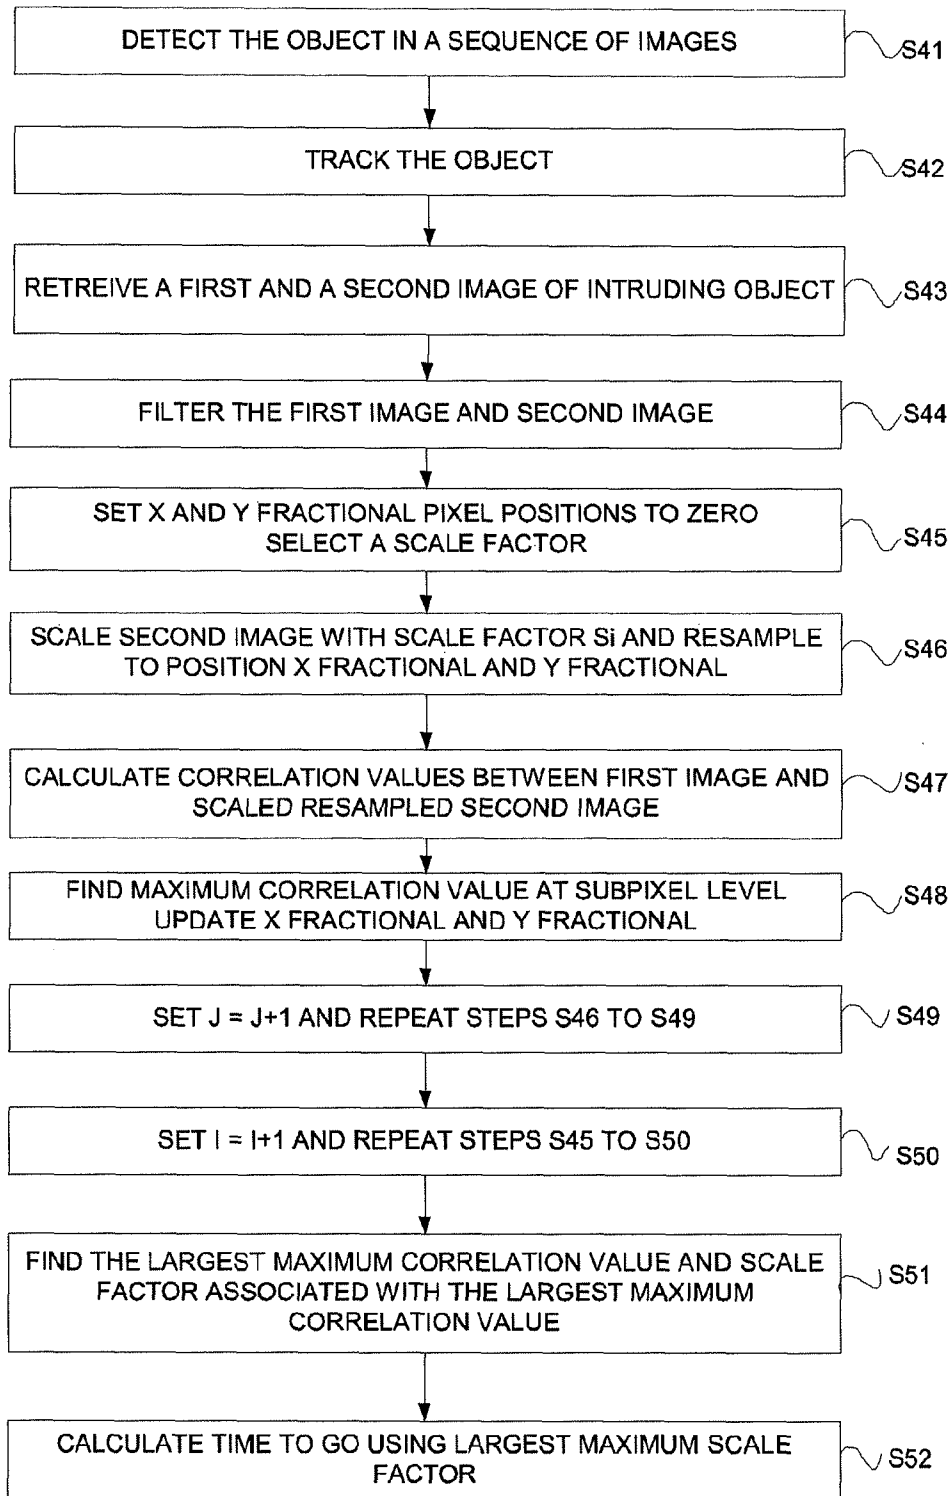 DETECT THE OBJECT IN A SEQUENCE OF IMAGES
S41
TRACK THE OBJECT
S42
RETREIVE A FIRST AND A SECOND IMAGE OF INTRUDING OBJECT
S43
FILTER THE FIRST IMAGE AND SECOND IMAGE
S44
SET X AND Y FRACTIONAL PIXEL POSITIONS TO ZERO
SELECT A SCALE FACTOR
S45
SCALE SECOND IMAGE WITH SCALE FACTOR Si AND RESAMPLE
TO POSITION X FRACTIONAL AND Y FRACTIONAL
S46
CALCULATE CORRELATION VALUES BETWEEN FIRST IMAGE AND
SCALED RESAMPLED SECOND IMAGE
S47
FIND MAXIMUM CORRELATION VALUE AT SUBPIXEL LEVEL
UPDATE X FRACTIONAL AND Y FRACTIONAL
S48
SET J = J+1 AND REPEAT STEPS S46 TO S49
S49
SET I = I+1 AND REPEAT STEPS S45 TO S50
S50
FIND THE LARGEST MAXIMUM CORRELATION VALUE AND SCALE
FACTOR ASSOCIATED WITH THE LARGEST MAXIMUM
CORRELATION VALUE
S51
CALCULATE TIME TO GO USING LARGEST MAXIMUM SCALE
FACTOR
S52